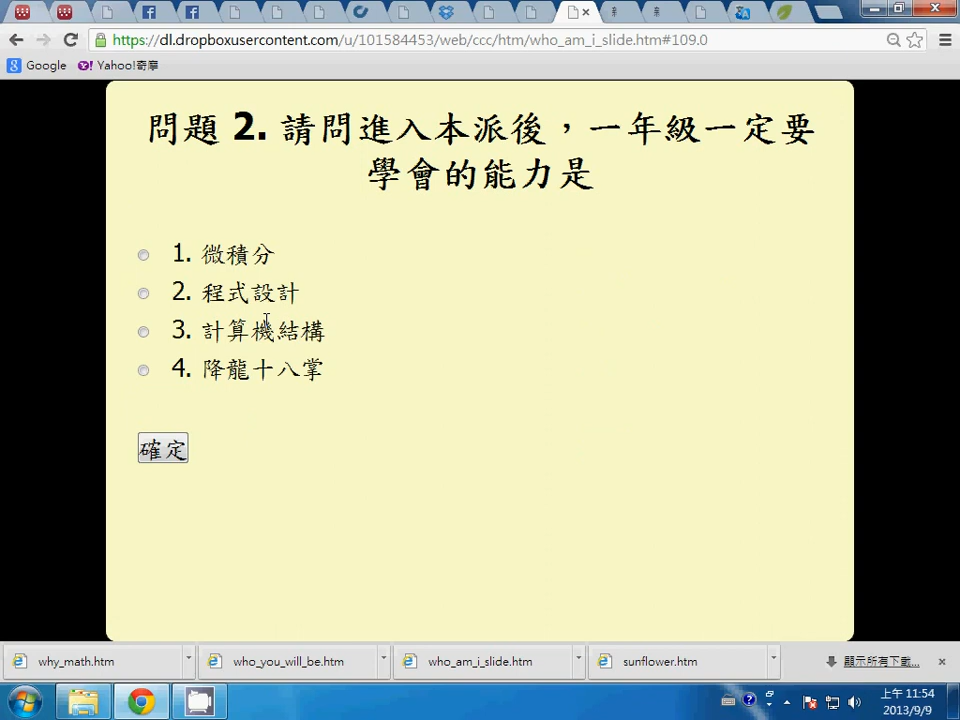 https://dl.dropboxusercontent.com/u/101584453/web/ccc/htm/who_am_i_slide.htm#109.0
Google Yahoo!奇摩
問題 2. 請問進入本派後，一年級一定要
學會的能力是
1. 微積分
2. 程式設計
3. 計算機結構
4. 降龍十八掌
確定
why_math.htm who_you_will_be.htm who_am_i_slide.htm sunflower.htm 顯示所有下載...
上午 11:54
2013/9/9